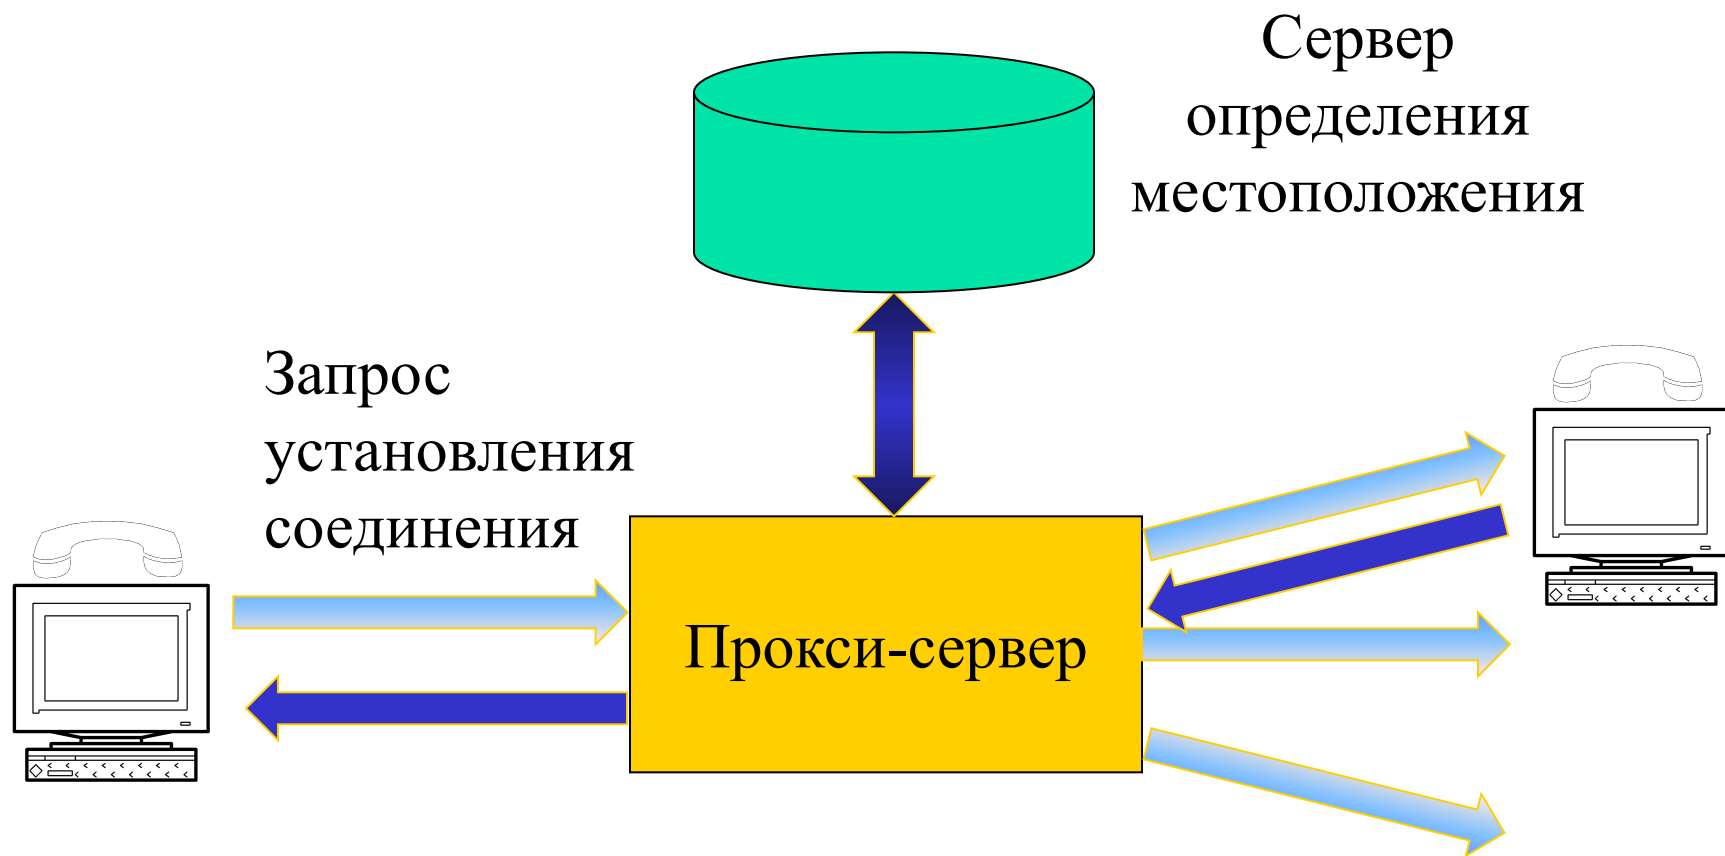 Сервер
определения
местоположения
Запрос
установления
соединения
Прокси-сервер